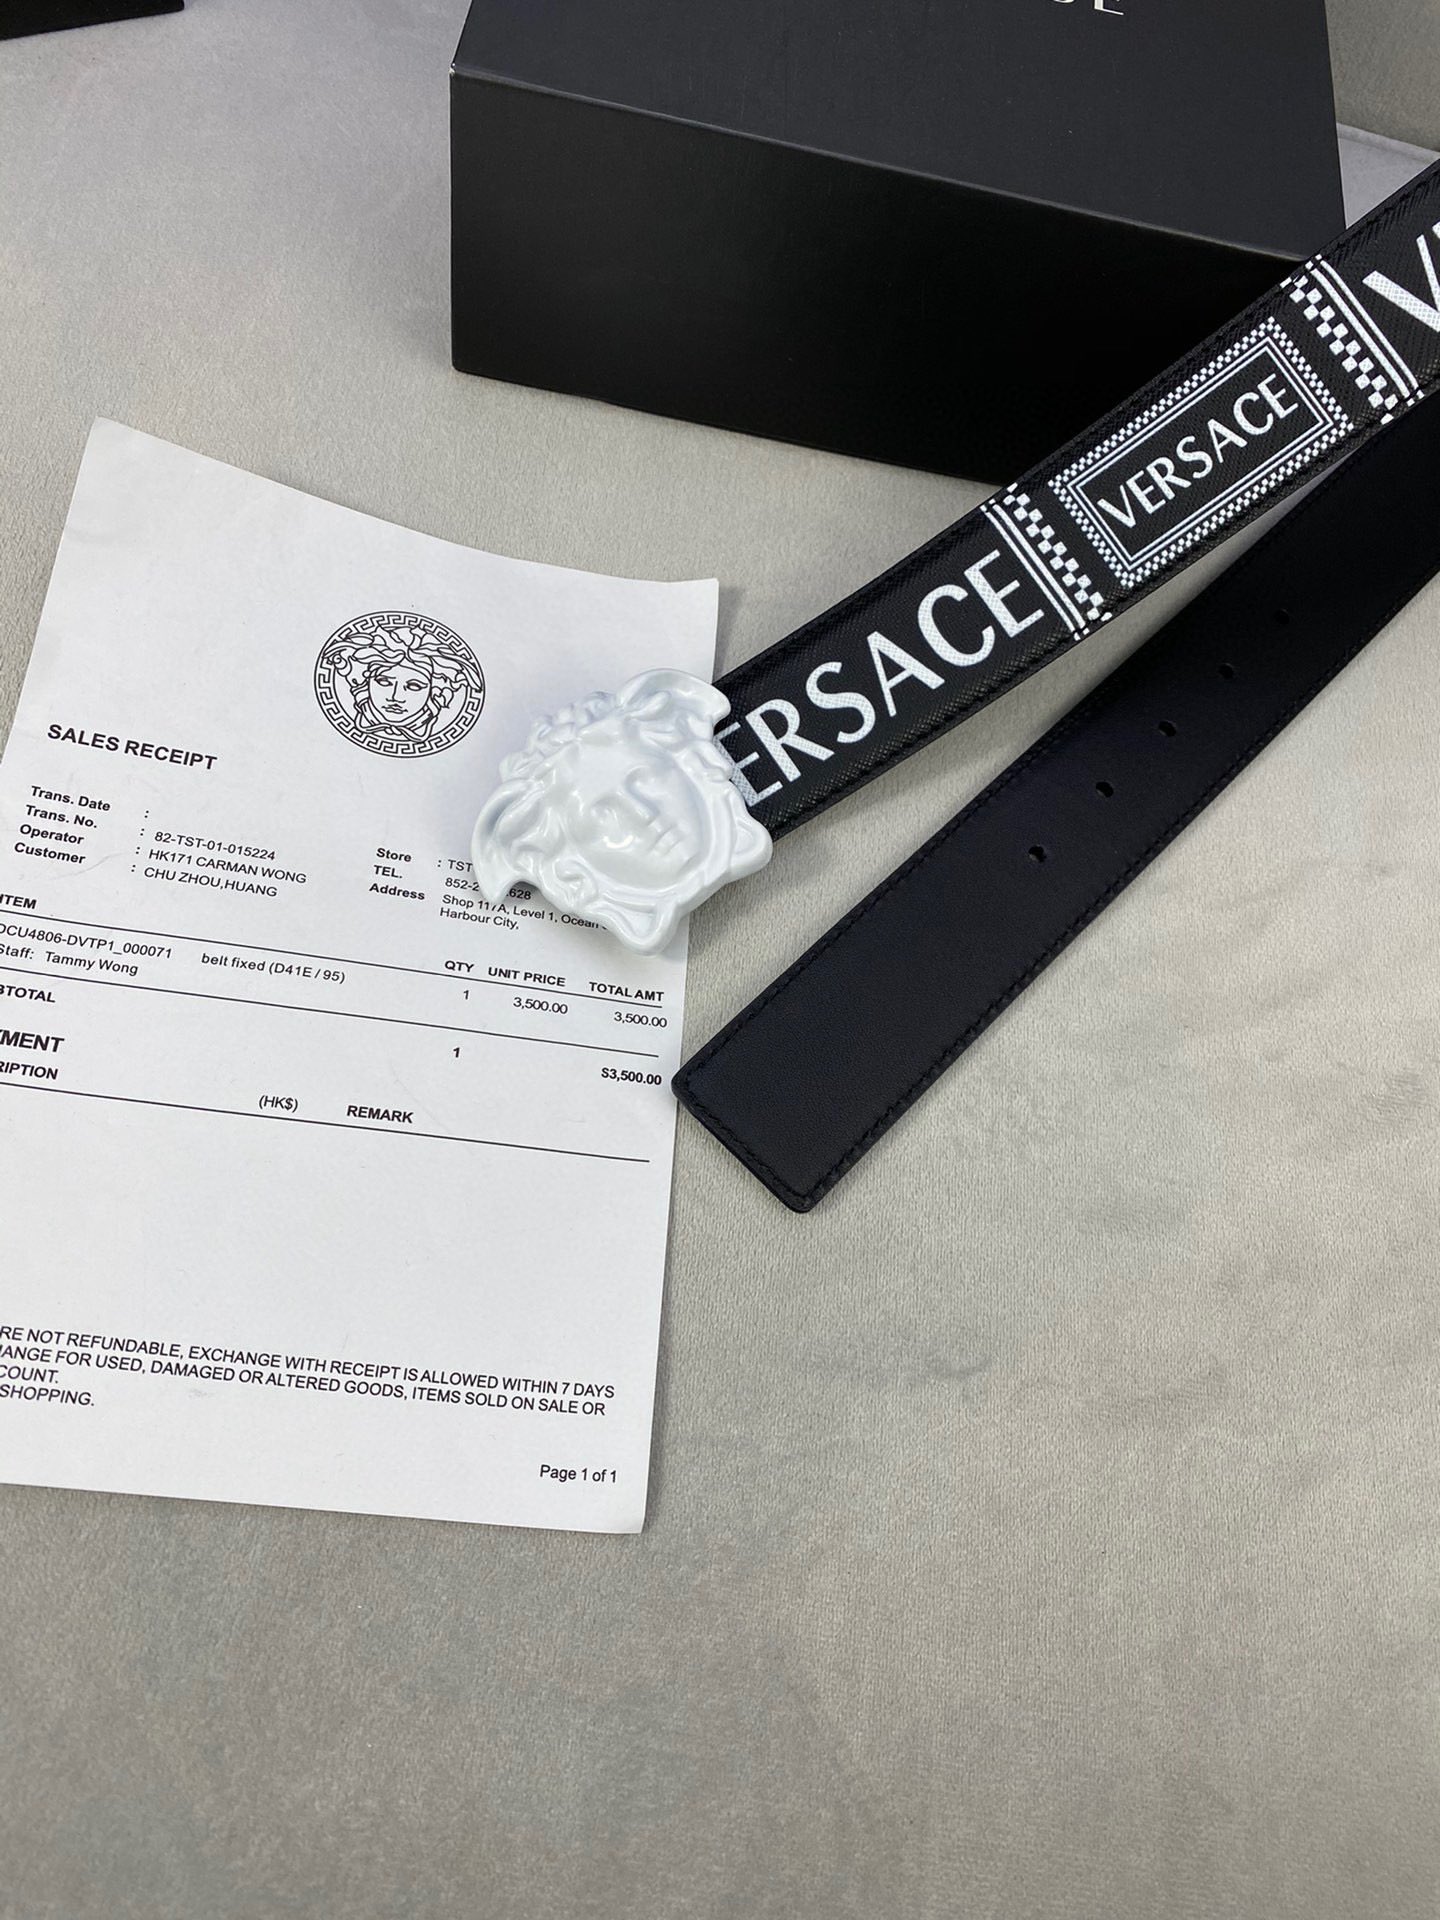 SALES RECEIPT
Trans. Date :
Trans. No. : 82-TST-01-015224
Operator : HK171 CARMAN WONG
Customer : CHU ZHOU,HUANG
Store : TST
TEL. 852-2 628
Address Shop 117A, Level 1, Ocean
Harbour City,
ITEM QTY UNIT PRICE TOTAL AMT
DCU4806-DVTP1_000071 belt fixed (D41E / 95) 1 3,500.00 3,500.00
Staff: Tammy Wong
BTOTAL 1 S3,500.00
YMENT
RIPTION (HK$) REMARK
RE NOT REFUNDABLE, EXCHANGE WITH RECEIPT IS ALLOWED WITHIN 7 DAYS
HANGE FOR USED, DAMAGED OR ALTERED GOODS, ITEMS SOLD ON SALE OR
COUNT.
SHOPPING.
Page 1 of 1
ERSACE
VERSACE
VE